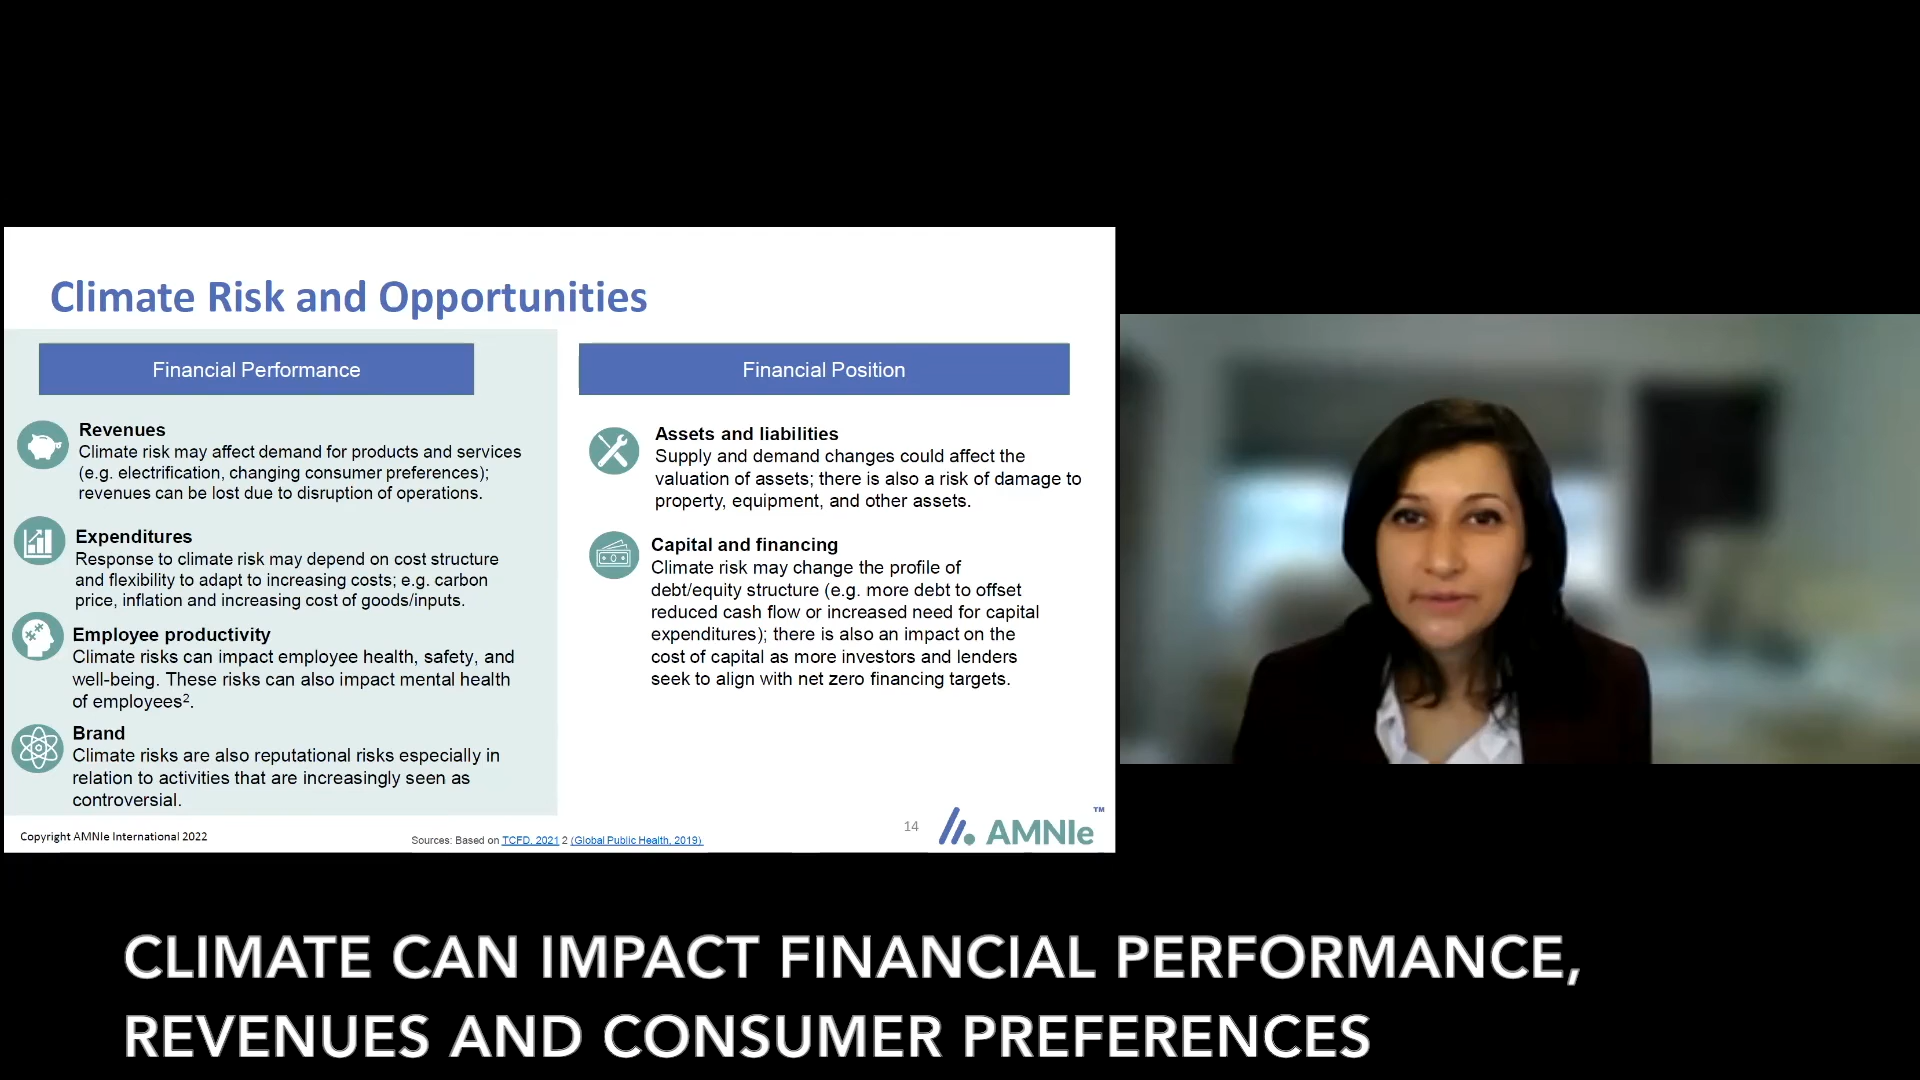 Climate Risk and Opportunities
Financial Performance
Revenues
Climate risk may affect demand for products and services
(e.g. electrification, changing consumer preferences);
revenues can be lost due to disruption of operations.
Expenditures
Response to climate risk may depend on cost structure
and flexibility to adapt to increasing costs; e.g. carbon
price, inflation and increasing cost of goods/inputs.
Employee productivity
Climate risks can impact employee health, safety, and
well-being. These risks can also impact mental health
of employees².
Brand
Climate risks are also reputational risks especially in
relation to activities that are increasingly seen as
controversial.
Financial Position
Assets and liabilities
Supply and demand changes could affect the
valuation of assets; there is also a risk of damage to
property, equipment, and other assets.
Capital and financing
Climate risk may change the profile of
debt/equity structure (e.g. more debt to offset
reduced cash flow or increased need for capital
expenditures); there is also an impact on the
cost of capital as more investors and lenders
seek to align with net zero financing targets.
Copyright AMNIe International 2022
Sources: Based on TCFD, 2021 2 (Global Public Health, 2019)
14
AMNIe™
CLIMATE CAN IMPACT FINANCIAL PERFORMANCE,
REVENUES AND CONSUMER PREFERENCES